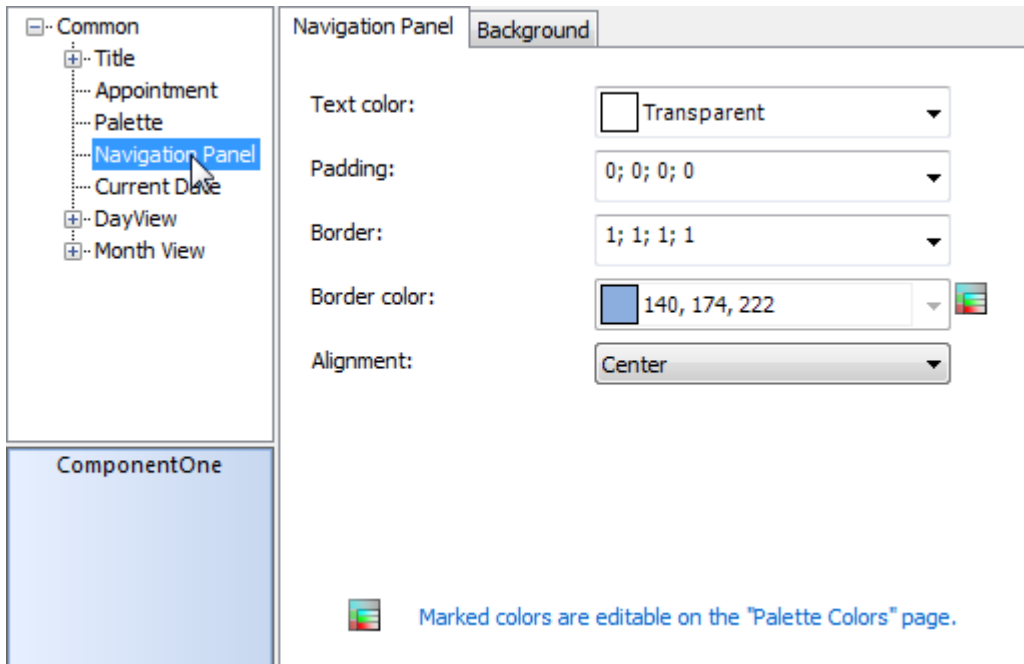 Common
Title
Appointment
Palette
Navigation Panel
Current Date
DayView
Month View
ComponentOne
Navigation Panel
Background
Text color:
Transparent
Padding:
0; 0; 0; 0
Border:
1; 1; 1; 1
Border color:
140, 174, 222
Alignment:
Center
Marked colors are editable on the "Palette Colors" page.